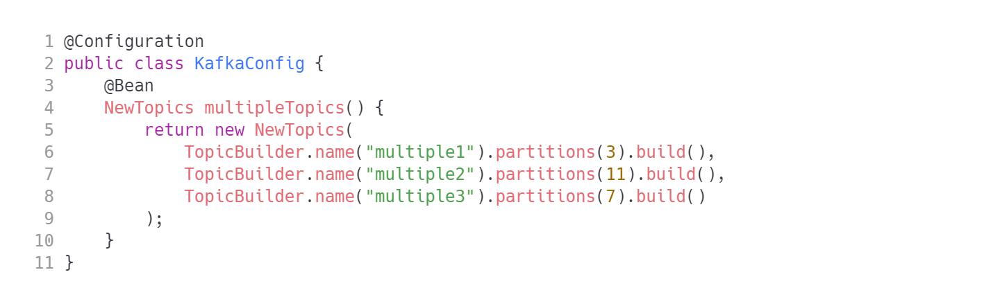 1 @Configuration
2 public class KafkaConfig {
3     @Bean
4     NewTopics multipleTopics() {
5         return new NewTopics(
6             TopicBuilder.name("multiple1").partitions(3).build(),
7             TopicBuilder.name("multiple2").partitions(11).build(),
8             TopicBuilder.name("multiple3").partitions(7).build()
9         );
10     }
11 }